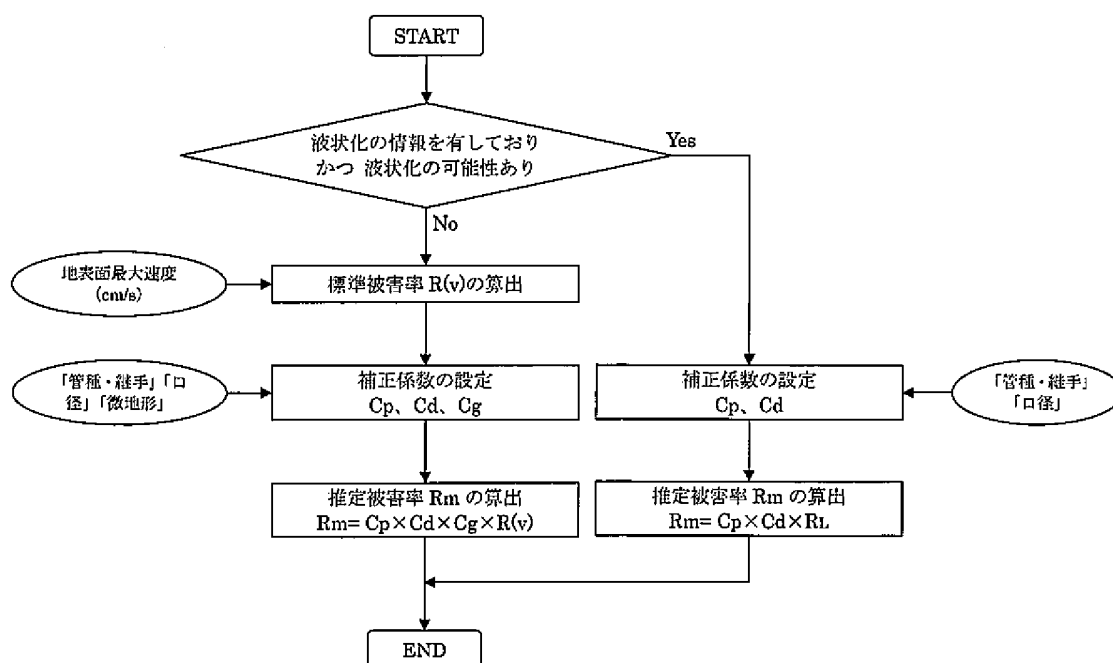 START
液状化の情報を有しており
かつ 液状化の可能性あり
Yes
No
地表面最大速度
(cm/s)
標準被害率 R(v)の算出
「管種・継手」「口
径」「微地形」
補正係数の設定
Cp、Cd、Cg
補正係数の設定
Cp、Cd
「管種・継手」
「口径」
推定被害率 Rm の算出
Rm= Cp×Cd×Cg×R(v)
推定被害率 Rm の算出
Rm= Cp×Cd×RL
END